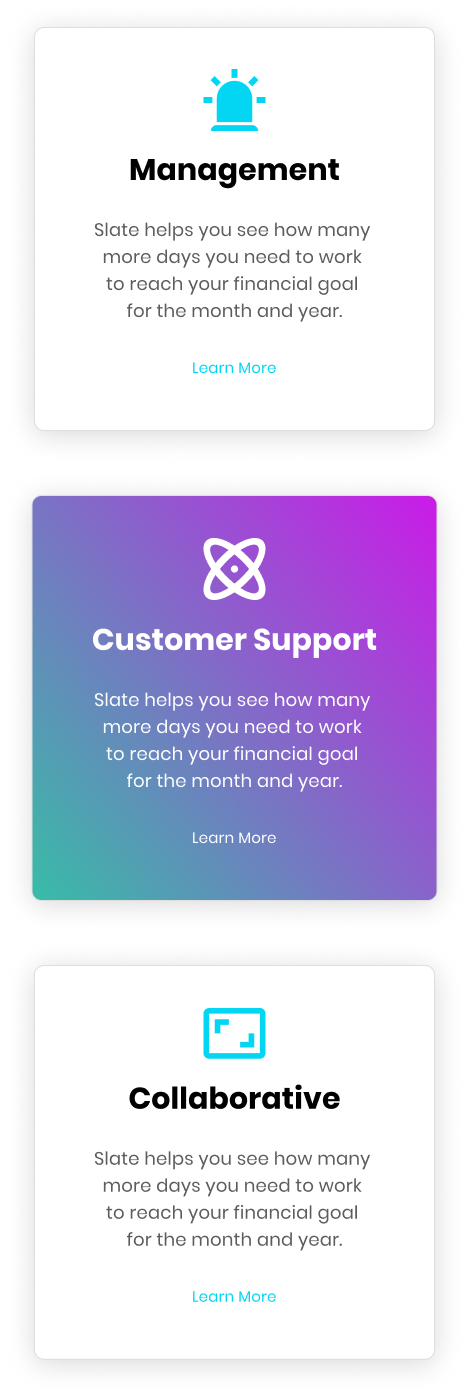 Management
Slate helps you see how many
more days you need to work
to reach your financial goal
for the month and year.
Learn More
Customer Support
Slate helps you see how many
more days you need to work
to reach your financial goal
for the month and year.
Learn More
Collaborative
Slate helps you see how many
more days you need to work
to reach your financial goal
for the month and year.
Learn More